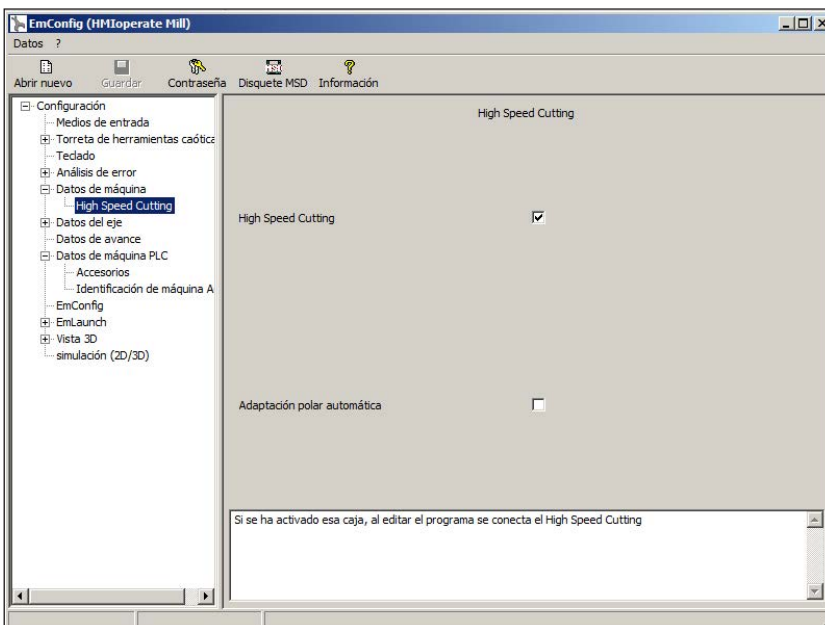 EmConfig (HMIoperate Mill)
Datos ?
Abrir nuevo Guardar Contraseña Disquete MSD Información
Configuración
Medios de entrada
Torreta de herramientas caótica
Teclado
Análisis de error
Datos de máquina
High Speed Cutting
Datos del eje
Datos de avance
Datos de máquina PLC
Accesorios
Identificación de máquina A
EmConfig
EmLaunch
Vista 3D
simulación (2D/3D)
High Speed Cutting
High Speed Cutting
Adaptación polar automática
Si se ha activado esa caja, al editar el programa se conecta el High Speed Cutting